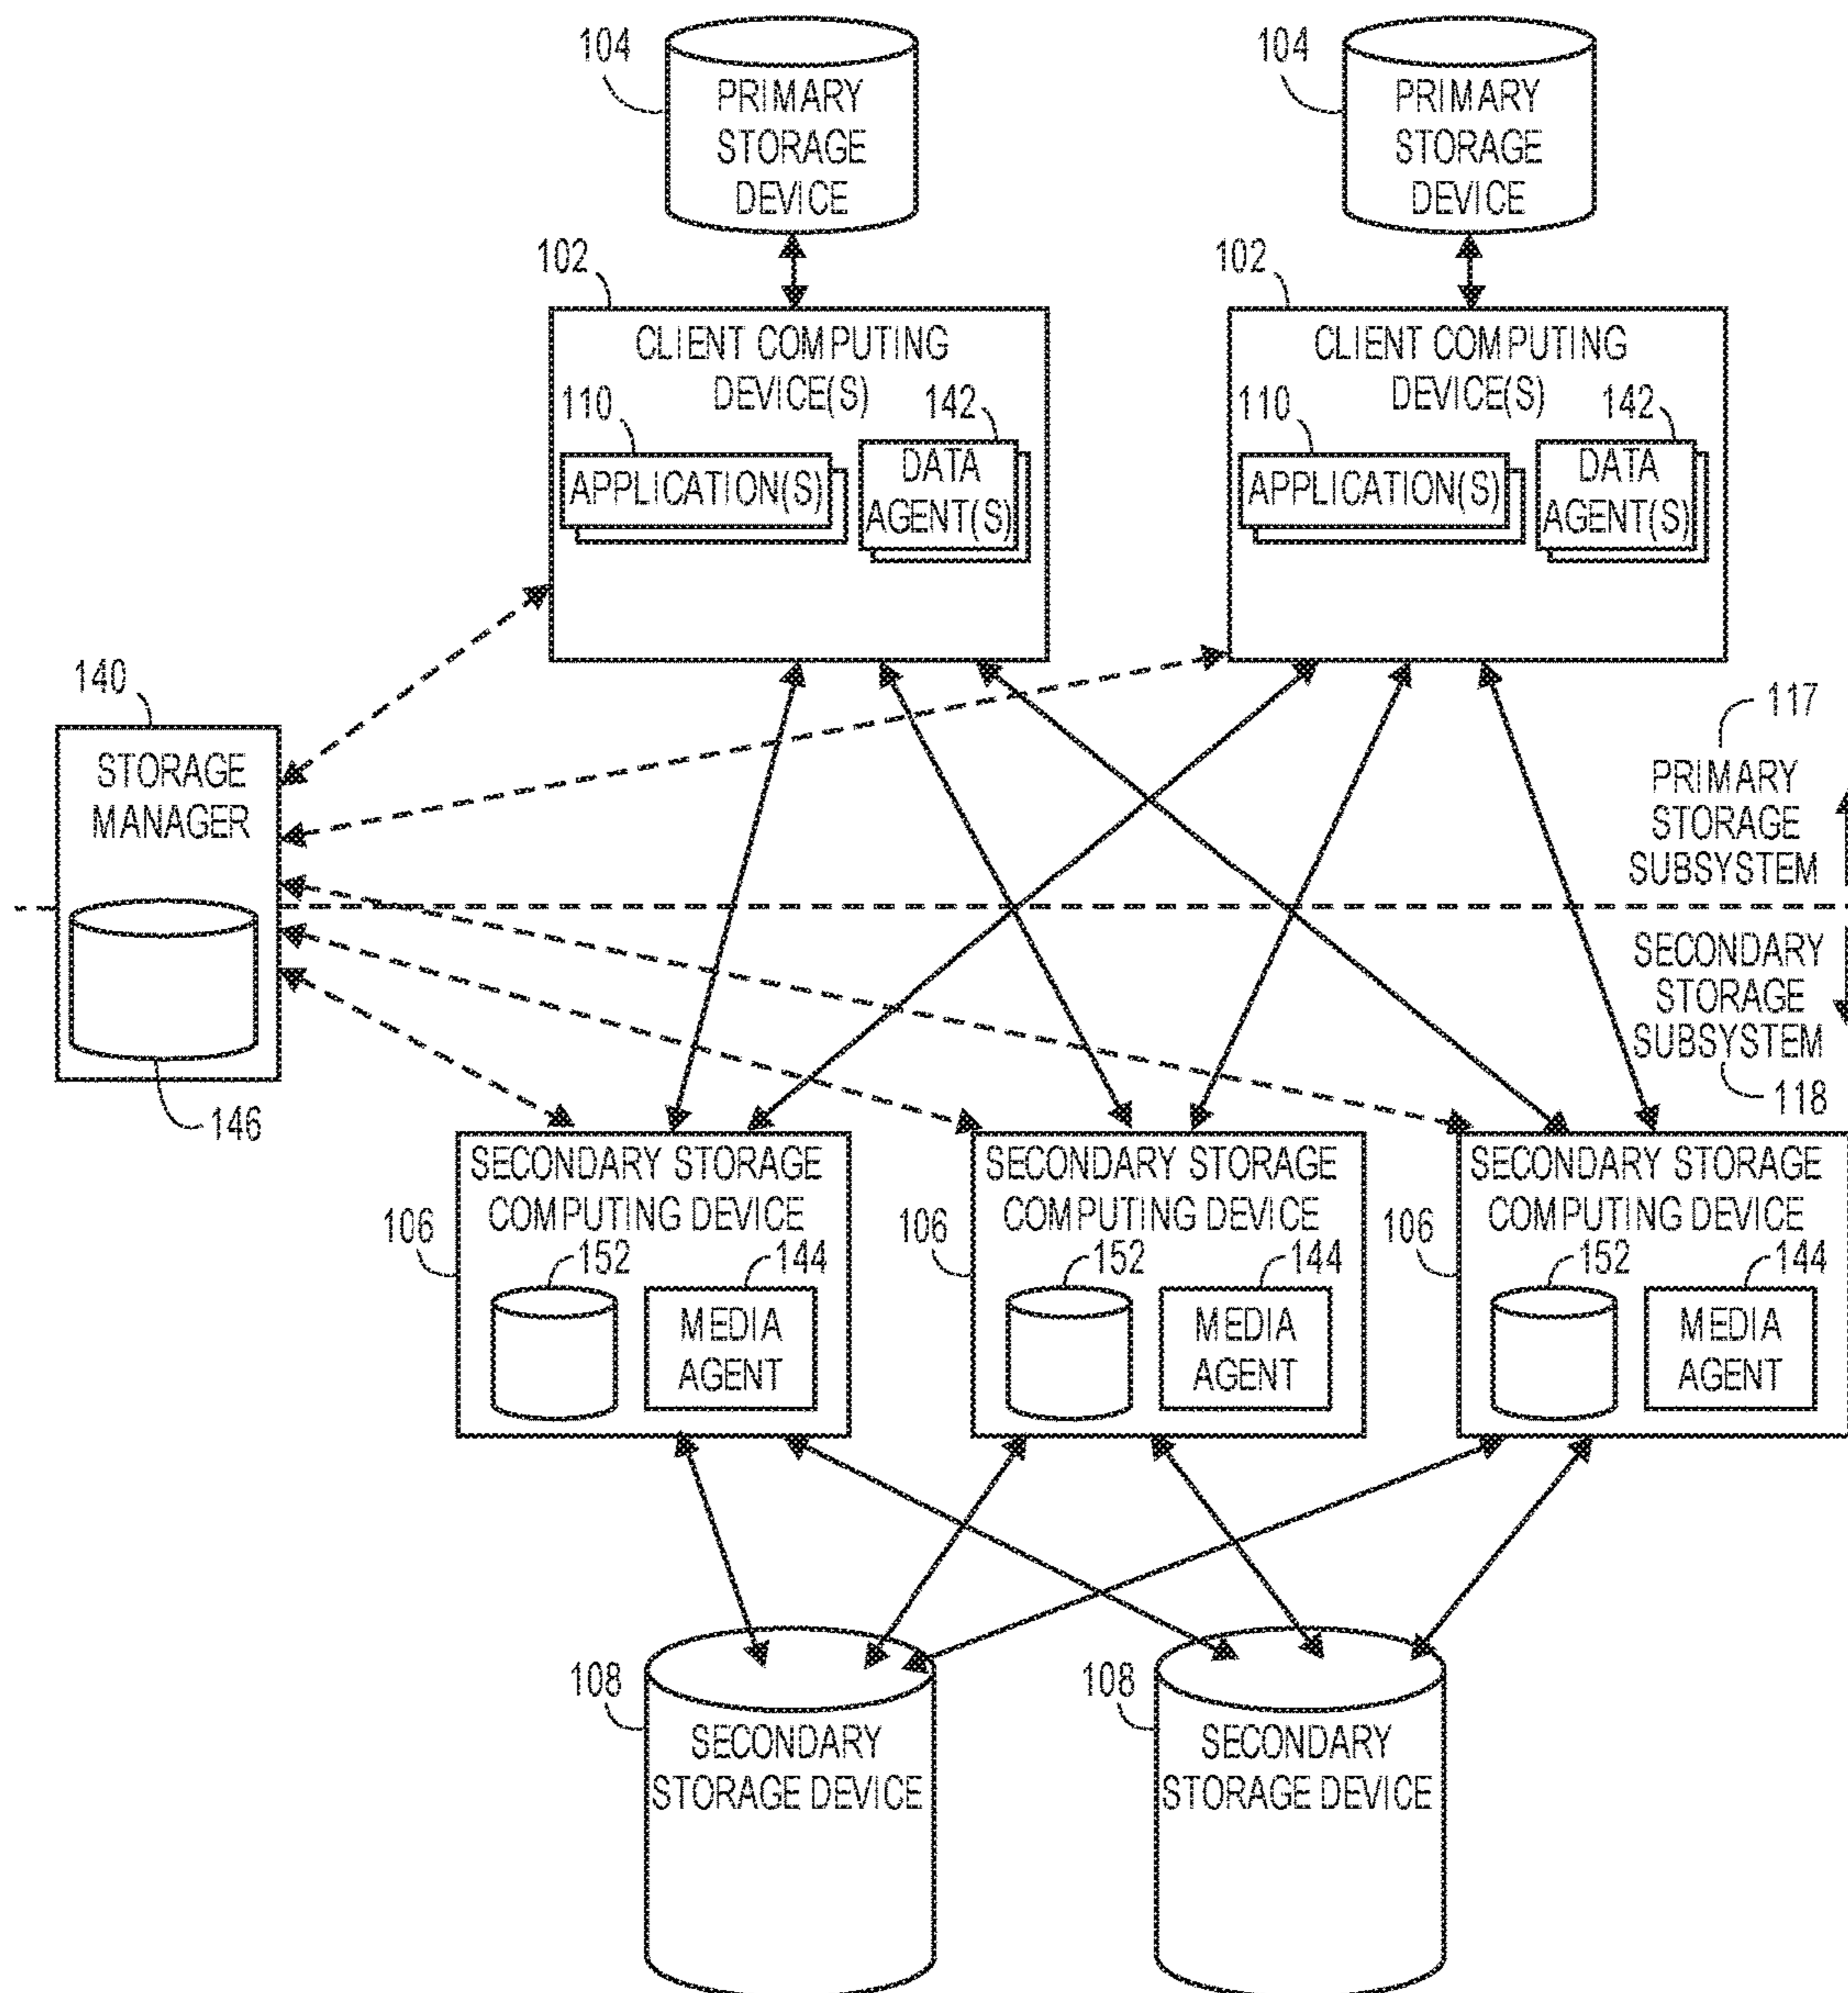 104
PRIMARY
STORAGE
DEVICE
104
PRIMARY
STORAGE
DEVICE
102
CLIENT COMPUTING
DEVICE(S)
110
APPLICATION(S)
142
DATA
AGENT(S)
102
CLIENT COMPUTING
DEVICE(S)
110
APPLICATION(S)
142
DATA
AGENT(S)
140
STORAGE
MANAGER
146
117
PRIMARY
STORAGE
SUBSYSTEM
SECONDARY
STORAGE
SUBSYSTEM
118
106
SECONDARY STORAGE
COMPUTING DEVICE
152
144
MEDIA
AGENT
106
SECONDARY STORAGE
COMPUTING DEVICE
152
144
MEDIA
AGENT
106
SECONDARY STORAGE
COMPUTING DEVICE
152
144
MEDIA
AGENT
108
SECONDARY
STORAGE DEVICE
108
SECONDARY
STORAGE DEVICE